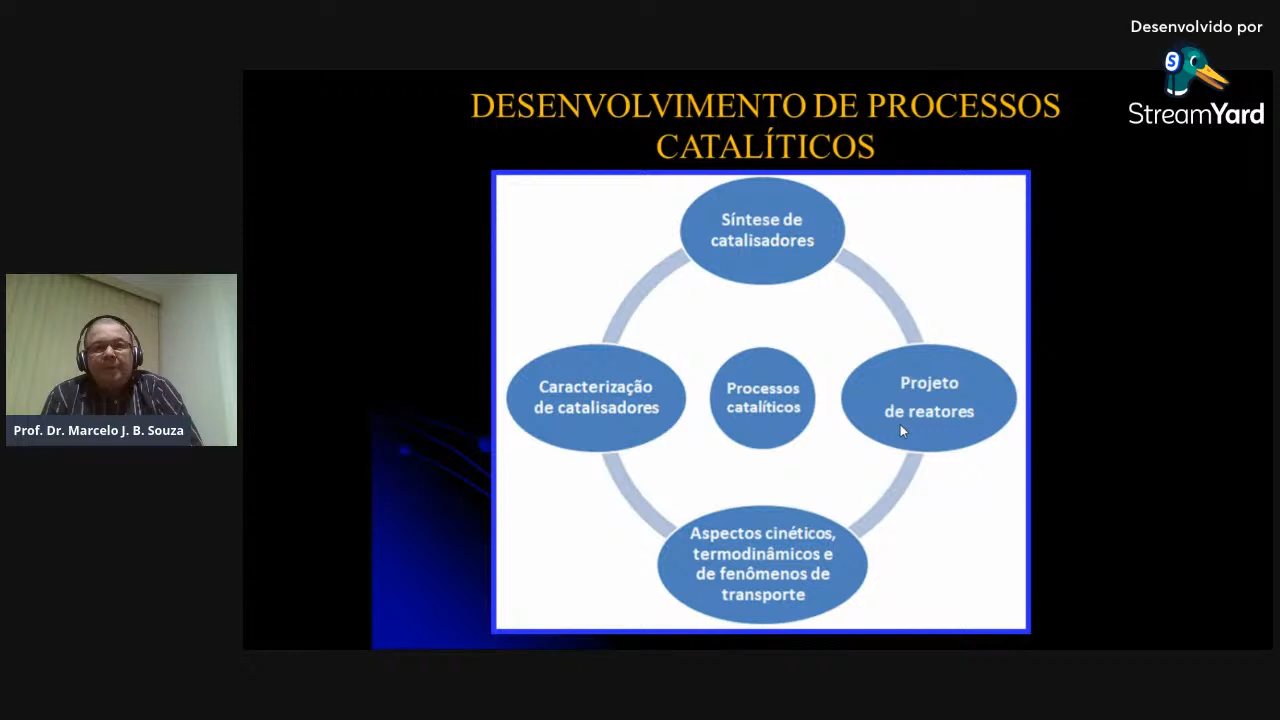 Desenvolvido por
StreamYard
DESENVOLVIMENTO DE PROCESSOS
CATALÍTICOS
Síntese de
catalisadores
Caracterização
de catalisadores
Processos
catalíticos
Projeto
de reatores
Aspectos cinéticos,
termodinâmicos e
de fenômenos de
transporte
Prof. Dr. Marcelo J. B. Souza